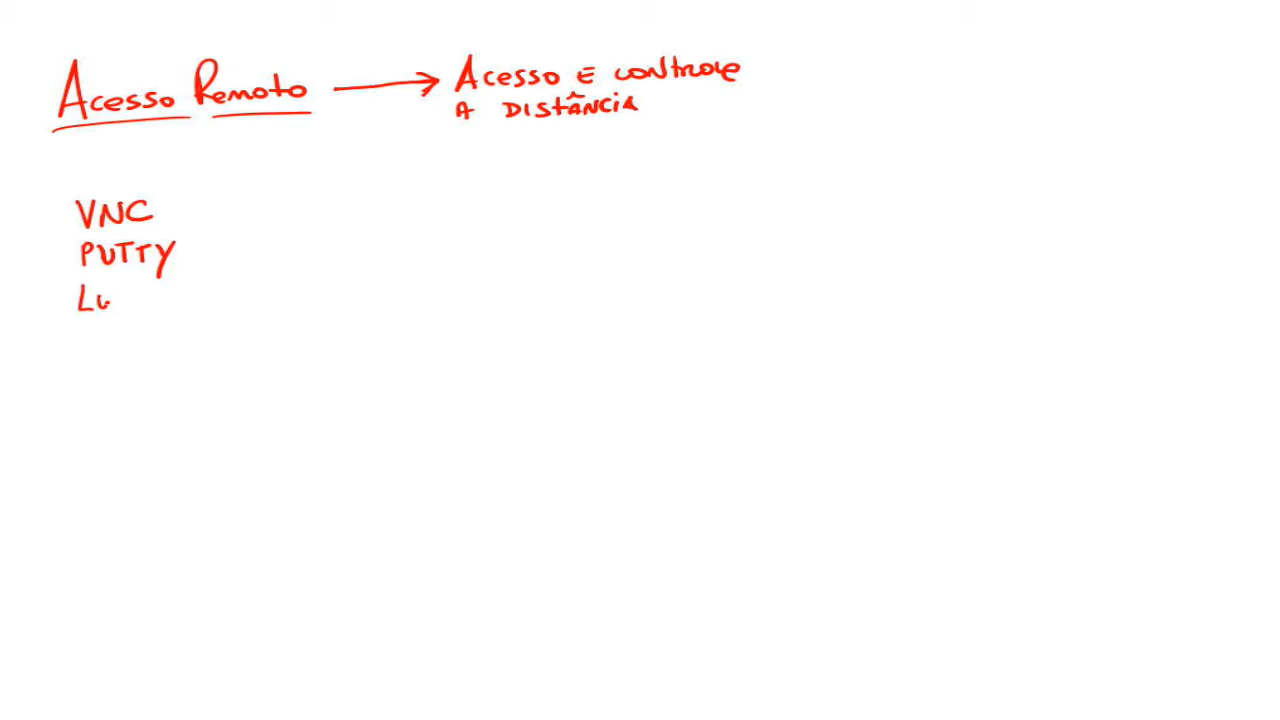 Acesso Remoto → Acesso E controle
A DISTÂNCIA
VNC
PUTTY